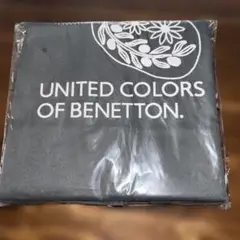 UNITED COLORS
OF BENETTON.